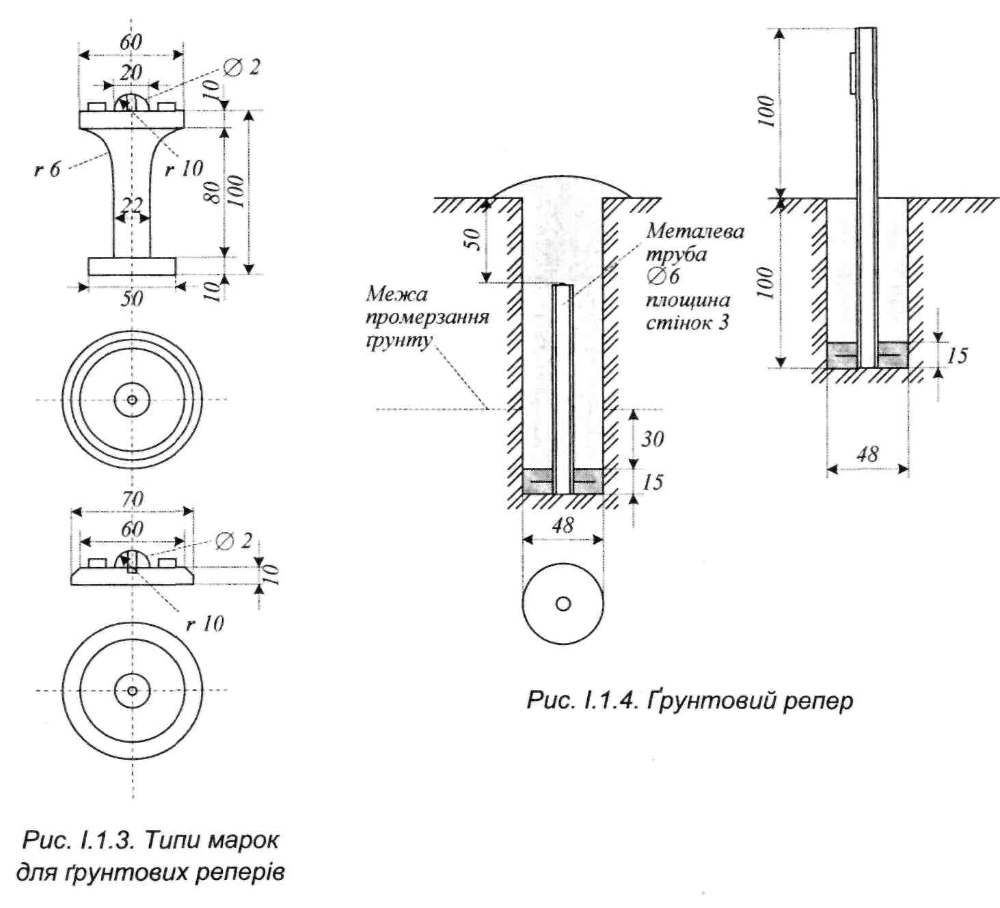 60
20
∅ 2
10
r 6
r 10
80
100
22
50
10
70
60
∅ 2
10
r 10
Рис. І.1.3. Типи марок
для ґрунтових реперів
50
Межа
промерзання
ґрунту
Металева
труба
∅6
площина
стінок 3
30
15
48
100
100
15
48
Рис. І.1.4. Ґрунтовий репер